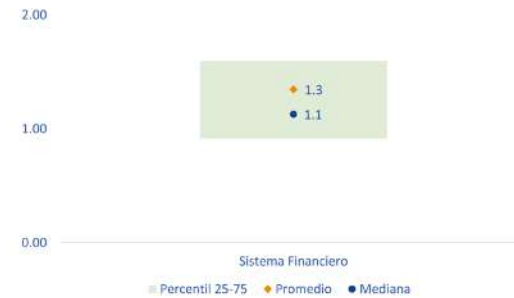 2.00
1.3
1.1
1.00
0.00
Sistema Financiero
Percentil 25-75 Promedio Mediana